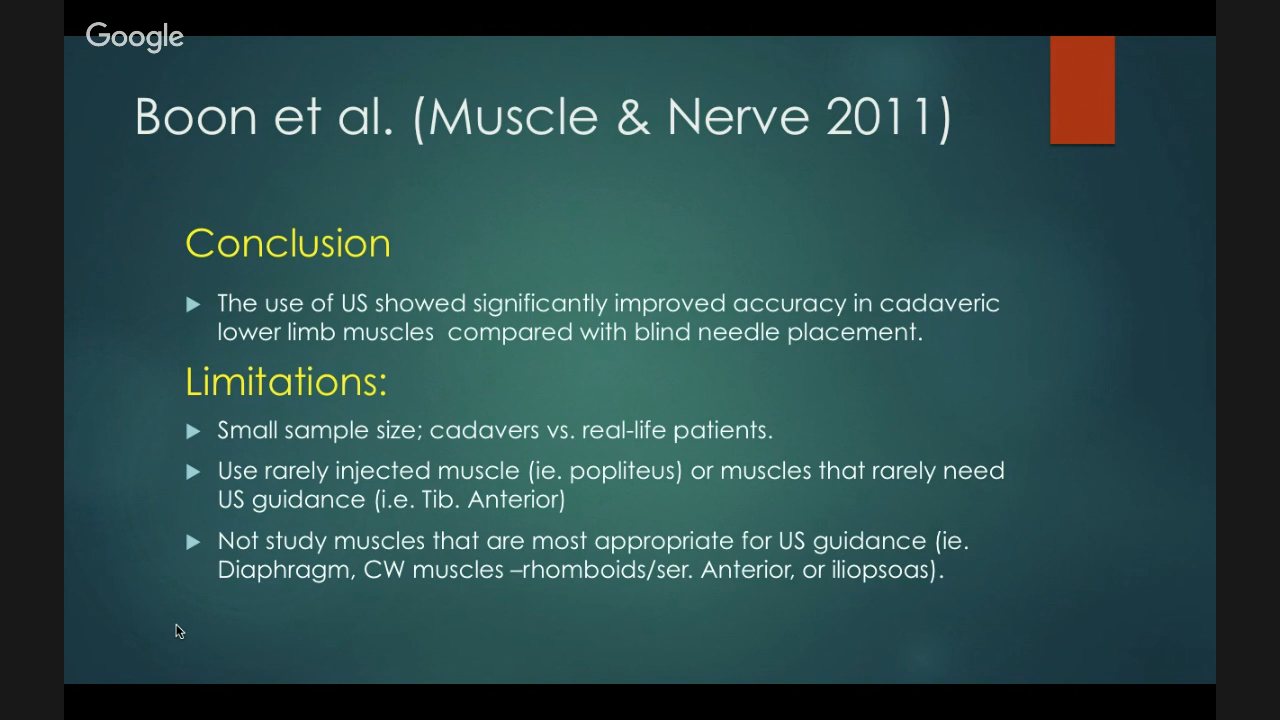 Google
Boon et al. (Muscle & Nerve 2011)
Conclusion
The use of US showed significantly improved accuracy in cadaveric
lower limb muscles compared with blind needle placement.
Limitations:
Small sample size; cadavers vs. real-life patients.
Use rarely injected muscle (ie. popliteus) or muscles that rarely need
US guidance (i.e. Tib. Anterior)
Not study muscles that are most appropriate for US guidance (ie.
Diaphragm, CW muscles –rhomboids/ser. Anterior, or iliopsoas).